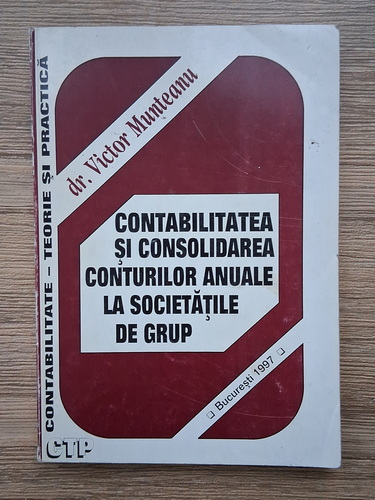 CONTABILITATE - TEORIE ȘI PRACTICĂ
dr. Victor Munteanu
CONTABILITATEA
ȘI CONSOLIDAREA
CONTURILOR ANUALE
LA SOCIETĂȚILE
DE GRUP
❏ București 1997 ❏
CTP